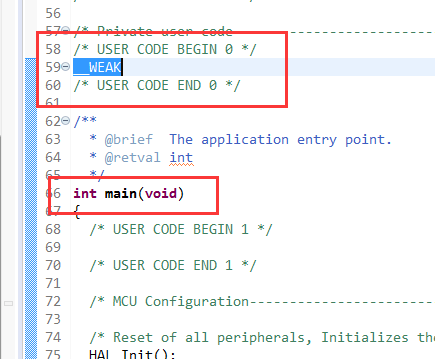 56
57 /* Private user code------------------------------
58 /* USER CODE BEGIN 0 */
59 __WEAK
60 /* USER CODE END 0 */
61
62 /**
63 * @brief The application entry point.
64 * @retval int
65 */
66 int main(void)
67 {
68 /* USER CODE BEGIN 1 */
69
70 /* USER CODE END 1 */
71
72 /* MCU Configuration-----------------------
73
74 /* Reset of all peripherals, Initializes the
75 HAL_Init();